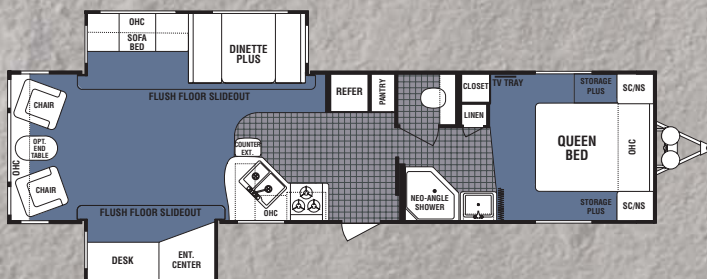 OHC
SOFA
BED
DINETTE
PLUS
FLUSH FLOOR SLIDEOUT
REFER
PANTRY
CLOSET
TV TRAY
LINEN
STORAGE
PLUS
SC/NS
CHAIR
OPT.
END
TABLE
OHC
CHAIR
COUNTER
EXT.
OHC
QUEEN
BED
OHC
NEO-ANGLE
SHOWER
STORAGE
PLUS
SC/NS
FLUSH FLOOR SLIDEOUT
DESK
ENT.
CENTER